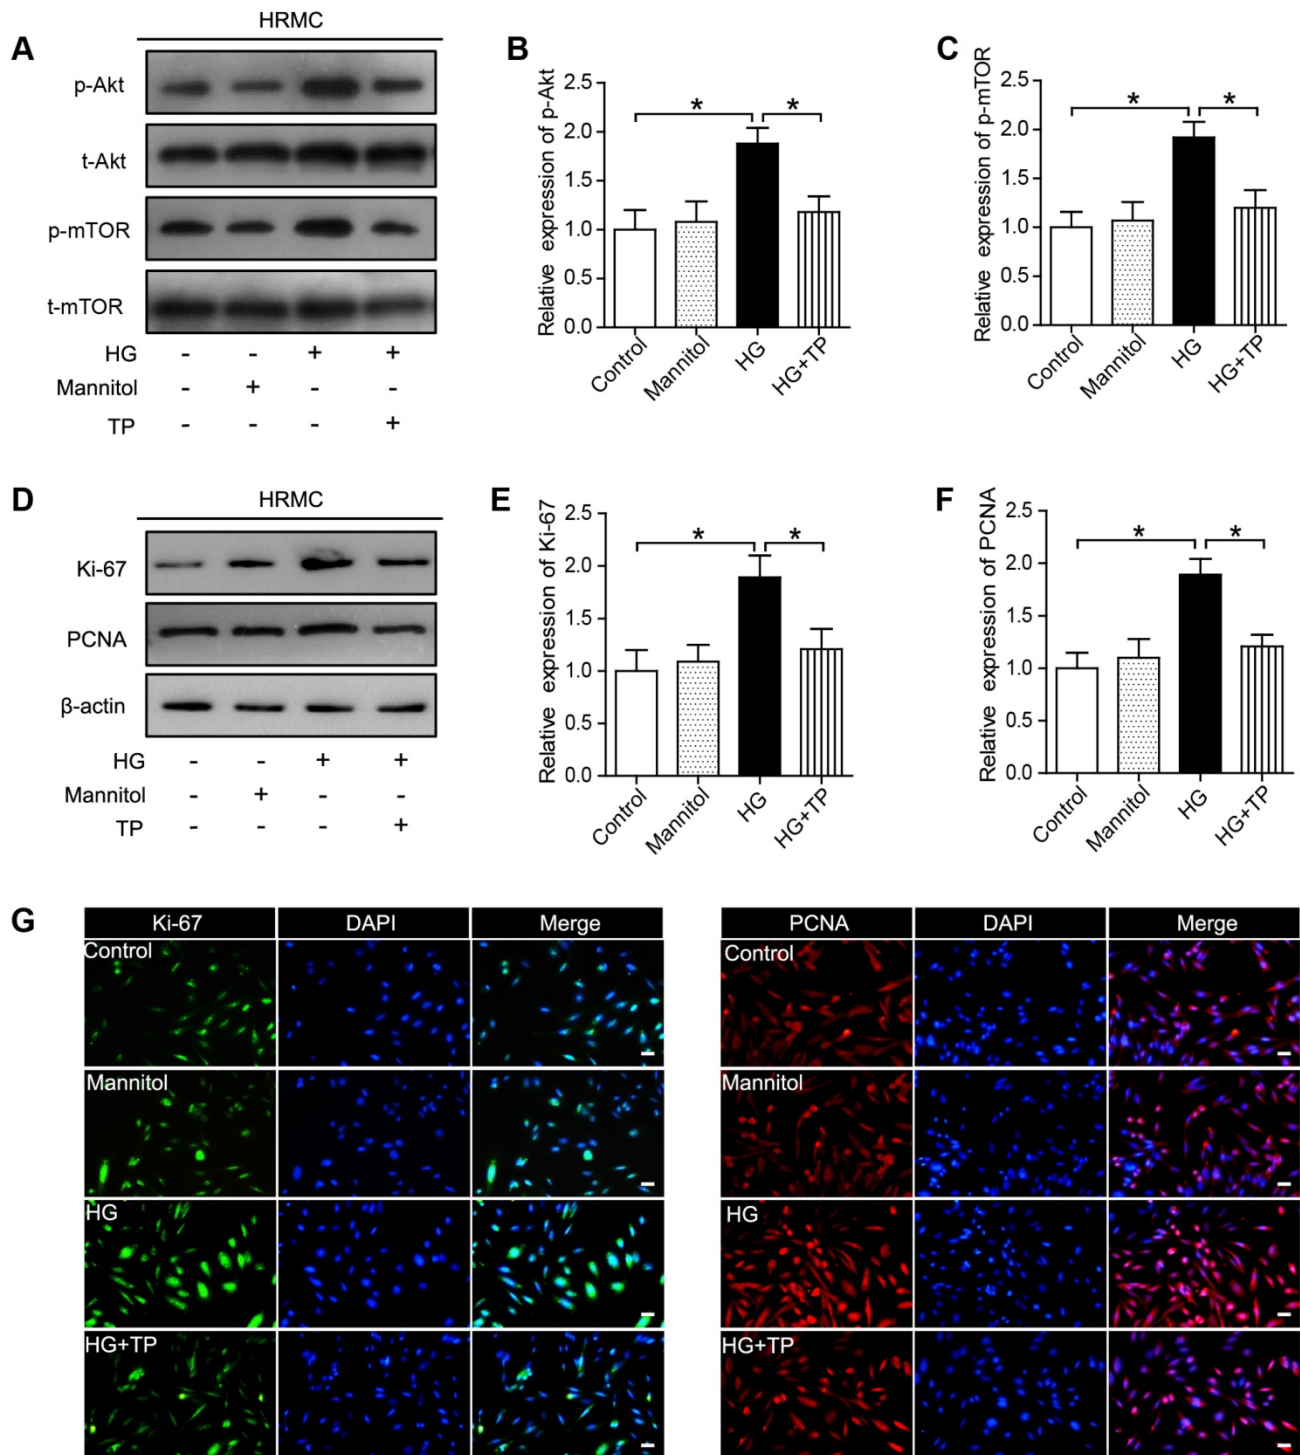 A
HRMC
p-Akt
t-Akt
p-mTOR
t-mTOR
HG - - + +
Mannitol - + - -
TP - - - +
B
Relative expression of p-Akt
2.5
2.0
1.5
1.0
0.5
0.0
* *
Control Mannitol HG HG+TP
C
Relative expression of p-mTOR
2.5
2.0
1.5
1.0
0.5
0.0
* *
Control Mannitol HG HG+TP
D
HRMC
Ki-67
PCNA
β-actin
HG - - + +
Mannitol - + - -
TP - - - +
E
Relative expression of Ki-67
2.5
2.0
1.5
1.0
0.5
0.0
* *
Control Mannitol HG HG+TP
F
Relative expression of PCNA
2.5
2.0
1.5
1.0
0.5
0.0
* *
Control Mannitol HG HG+TP
G
Ki-67 DAPI Merge
Control
Mannitol
HG
HG+TP
PCNA DAPI Merge
Control
Mannitol
HG
HG+TP